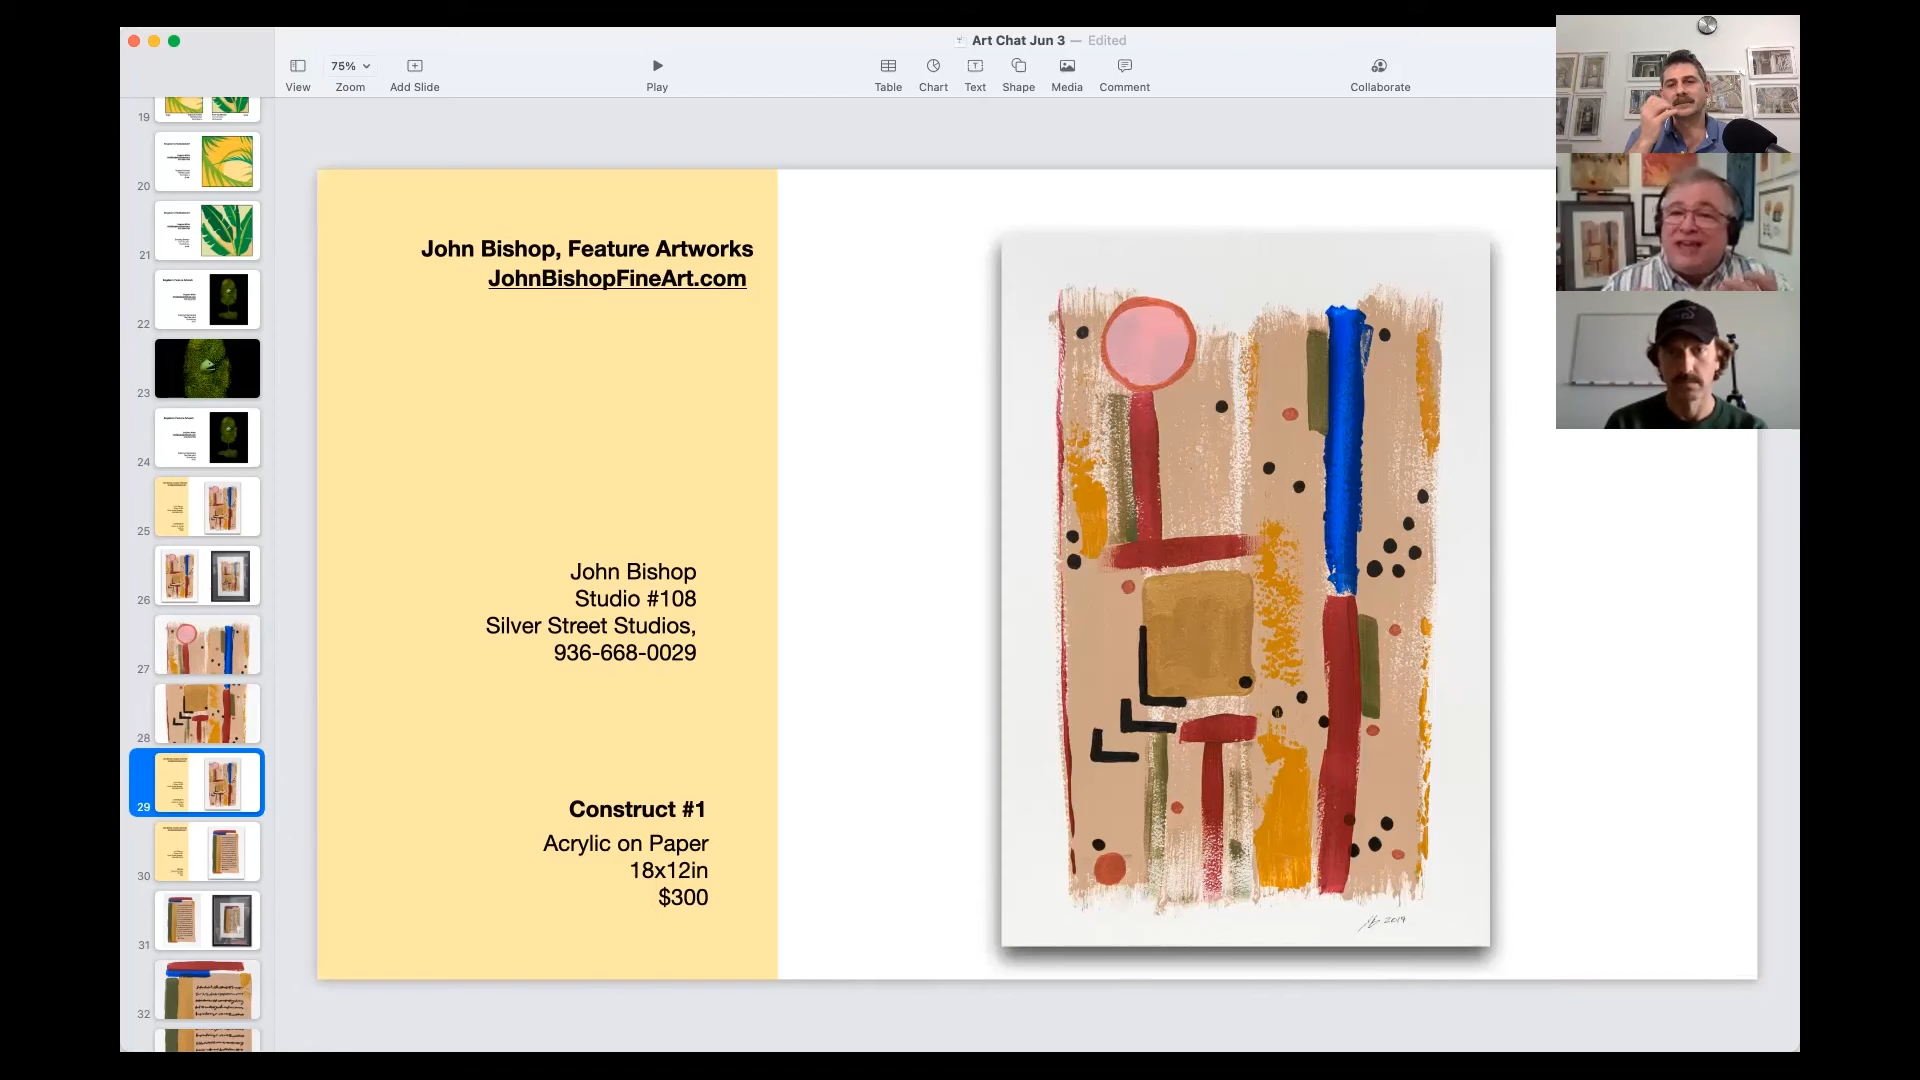 Art Chat Jun 3 — Edited
View
75%
Zoom
Add Slide
Play
Table
Chart
Text
Shape
Media
Comment
Collaborate
19
20
21
22
23
24
25
26
27
28
29
30
31
32
John Bishop, Feature Artworks
JohnBishopFineArt.com
John Bishop
Studio #108
Silver Street Studios,
936-668-0029
Construct #1
Acrylic on Paper
18x12in
$300
2019